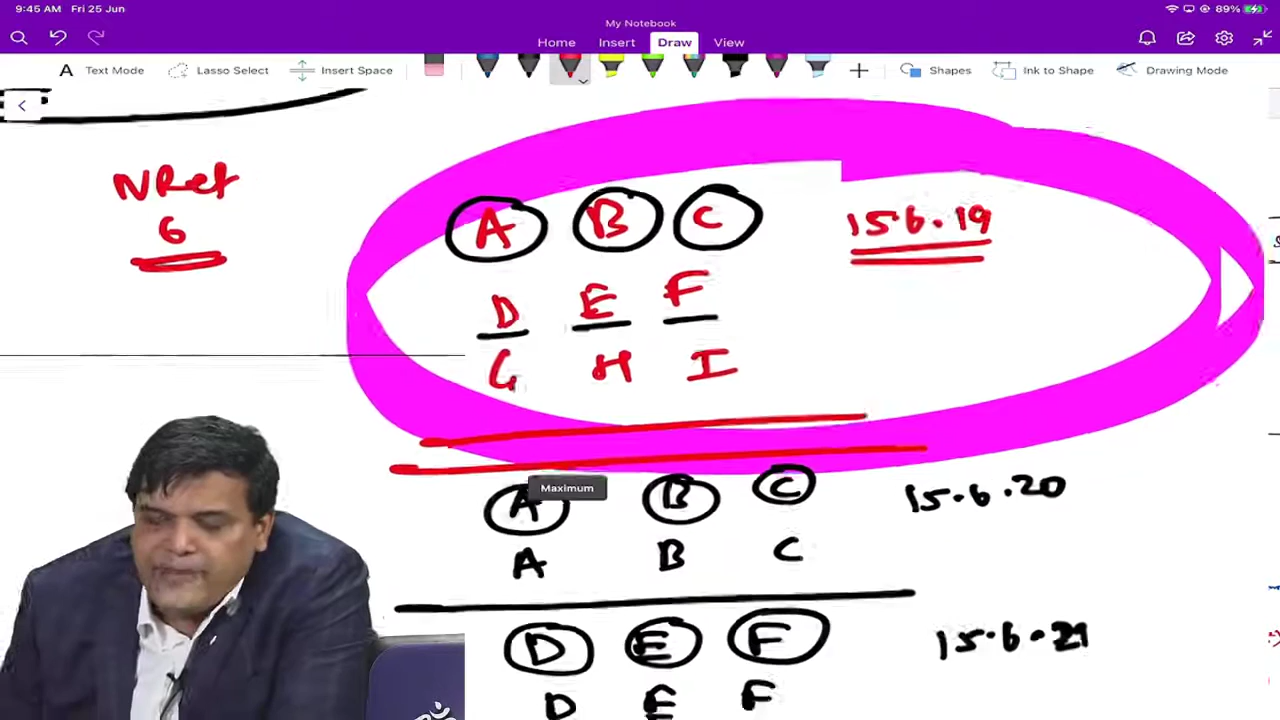 9:45 AM Fri 25 Jun
89%
My Notebook
Home Insert Draw View
Text Mode Lasso Select Insert Space Shapes Ink to Shape Drawing Mode
NRet
6
A B C 15.6.19
D E F
G H I
Maximum
A B C 15.6.20
A B C
D E F 15.6.21
D E F